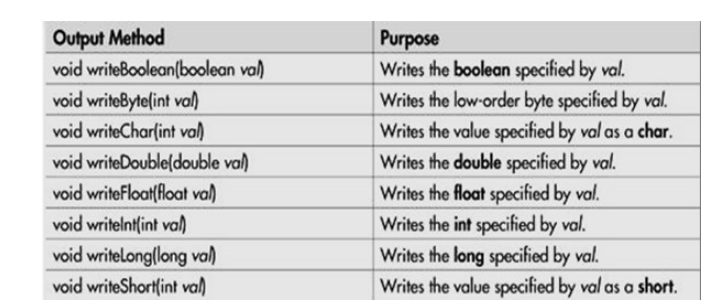 Output Method Purpose
void writeBoolean(boolean val) Writes the boolean specified by val.
void writeByte(int val) Writes the low-order byte specified by val.
void writeChar(int val) Writes the value specified by val as a char.
void writeDouble(double val) Writes the double specified by val.
void writeFloat(float val) Writes the float specified by val.
void writeInt(int val) Writes the int specified by val.
void writeLong(long val) Writes the long specified by val.
void writeShort(int val) Writes the value specified by val as a short.